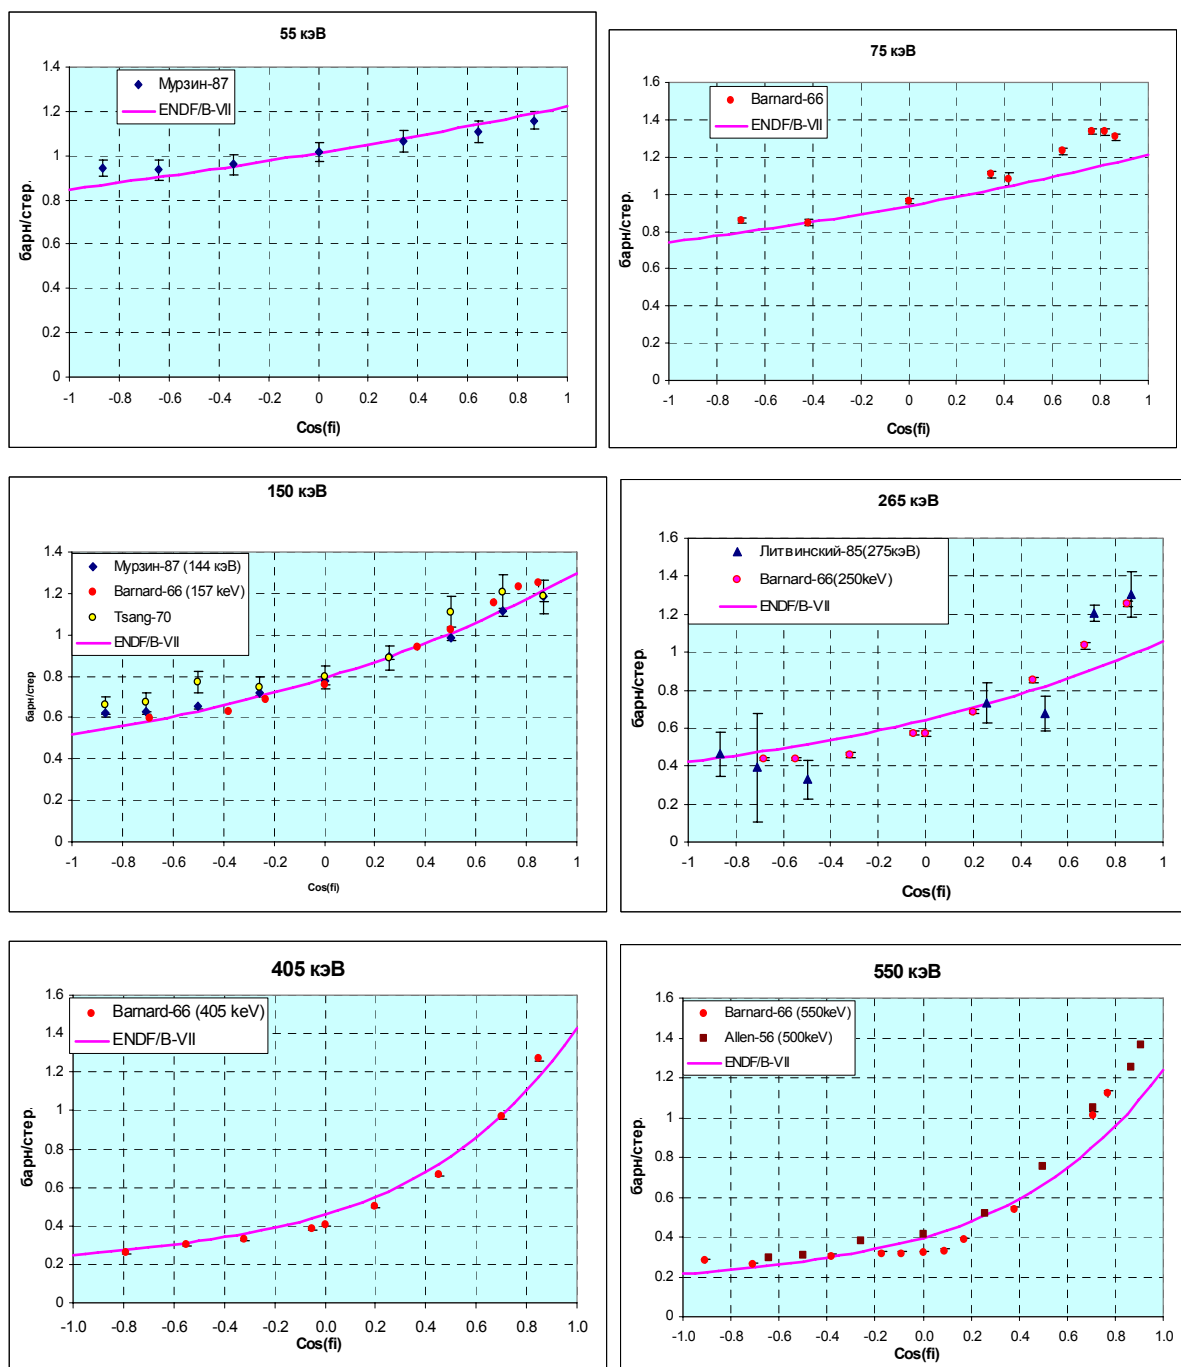 55 кэВ
Мурзин-87
ENDF/B-VII
1.4
1.2
1
0.8
0.6
0.4
0.2
0
барн/стер.
-1 -0.8 -0.6 -0.4 -0.2 0 0.2 0.4 0.6 0.8 1
Cos(fi)
75 кэВ
Barnard-66
ENDF/B-VII
1.6
1.4
1.2
1
0.8
0.6
0.4
0.2
0
барн/стер.
-1 -0.8 -0.6 -0.4 -0.2 0 0.2 0.4 0.6 0.8 1
Cos(fi)
150 кэВ
Мурзин-87 (144 кэВ)
Barnard-66 (157 keV)
Tsang-70
ENDF/B-VII
1.4
1.2
1
0.8
0.6
0.4
0.2
0
барн/стер
-1 -0.8 -0.6 -0.4 -0.2 0 0.2 0.4 0.6 0.8 1
Cos(fi)
265 кэВ
Литвинский-85(275кэВ)
Barnard-66(250keV)
ENDF/B-VII
1.6
1.4
1.2
1
0.8
0.6
0.4
0.2
0
барн/стер.
-1 -0.8 -0.6 -0.4 -0.2 0 0.2 0.4 0.6 0.8 1
Cos(fi)
405 кэВ
Barnard-66 (405 keV)
ENDF/B-VII
1.6
1.4
1.2
1
0.8
0.6
0.4
0.2
0
барн/стер.
-1.0 -0.8 -0.6 -0.4 -0.2 0.0 0.2 0.4 0.6 0.8 1.0
Cos(fi)
550 кэВ
Barnard-66 (550keV)
Allen-56 (500keV)
ENDF/B-VII
1.6
1.4
1.2
1
0.8
0.6
0.4
0.2
0
барн/стер.
-1.0 -0.8 -0.6 -0.4 -0.2 0.0 0.2 0.4 0.6 0.8 1.0
Cos(fi)